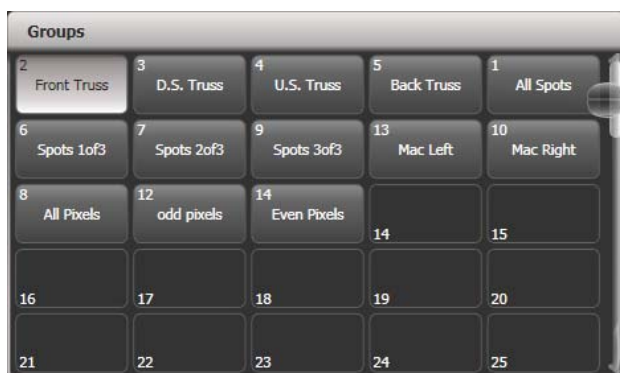 Groups
2 3 4 5 1
Front Truss D.S. Truss U.S. Truss Back Truss All Spots
6 7 9 13 10
Spots 1of3 Spots 2of3 Spots 3of3 Mac Left Mac Right
8 12 14
All Pixels odd pixels Even Pixels
14 15
16 17 18 19 20
21 22 23 24 25